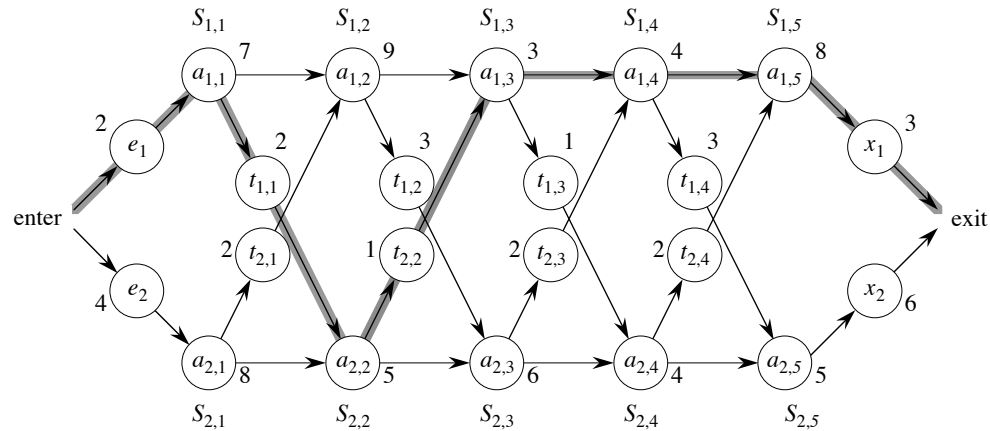 S1,1 S1,2 S1,3 S1,4 S1,5
7 9 3 4 8
a1,1 a1,2 a1,3 a1,4 a1,5
2 3
e1 x1
2 3 1 3
t1,1 t1,2 t1,3 t1,4
enter exit
2 t2,1 1 t2,2 2 t2,3 2 t2,4
e2 x2
4 6
a2,1 a2,2 a2,3 a2,4 a2,5
8 5 6 4 5
S2,1 S2,2 S2,3 S2,4 S2,5